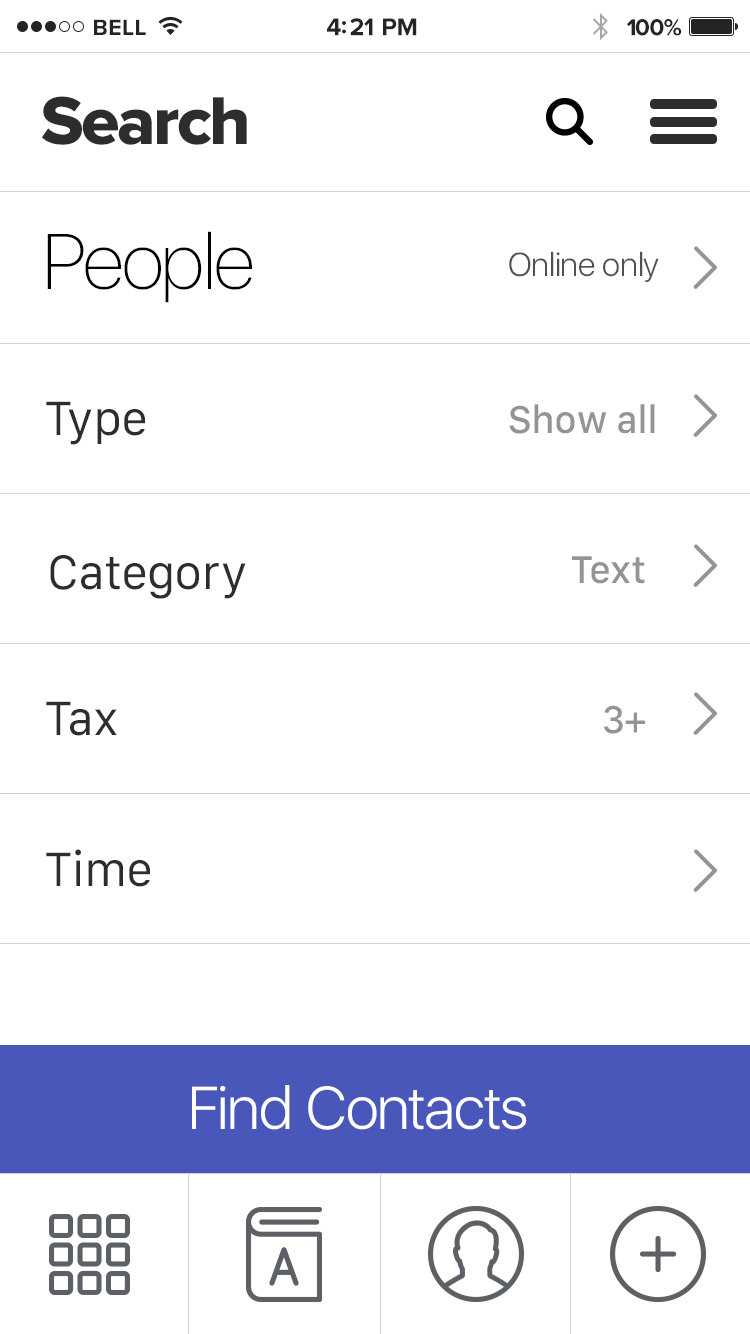 BELL 4:21 PM 100%
Search
People Online only
Type Show all
Category Text
Tax 3+
Time
Find Contacts
A